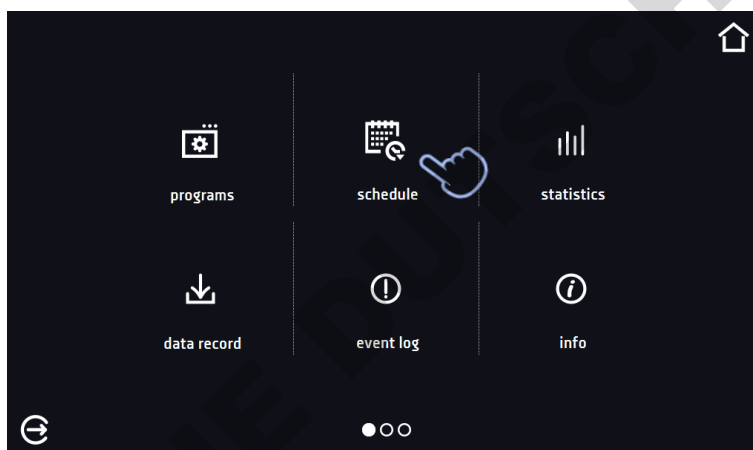 programs
schedule
statistics
data record
event log
info